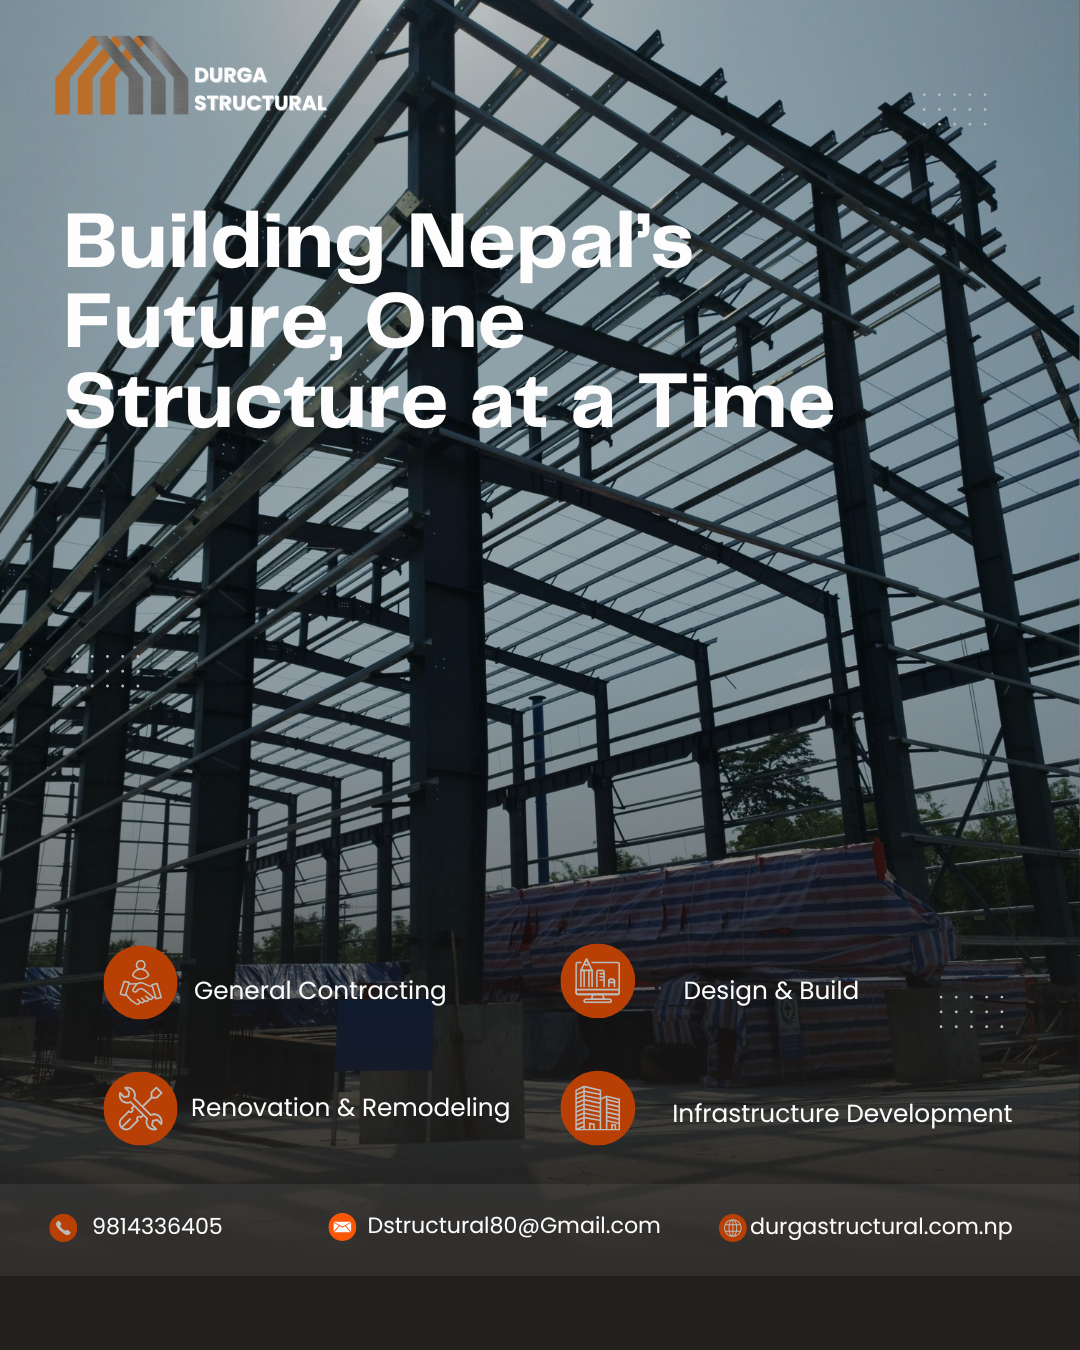 DURGA
STRUCTURAL
Building Nepal’s
Future, One
Structure at a Time
General Contracting
Design & Build
Renovation & Remodeling
Infrastructure Development
9814336405
Dstructural80@Gmail.com
durgastructural.com.np